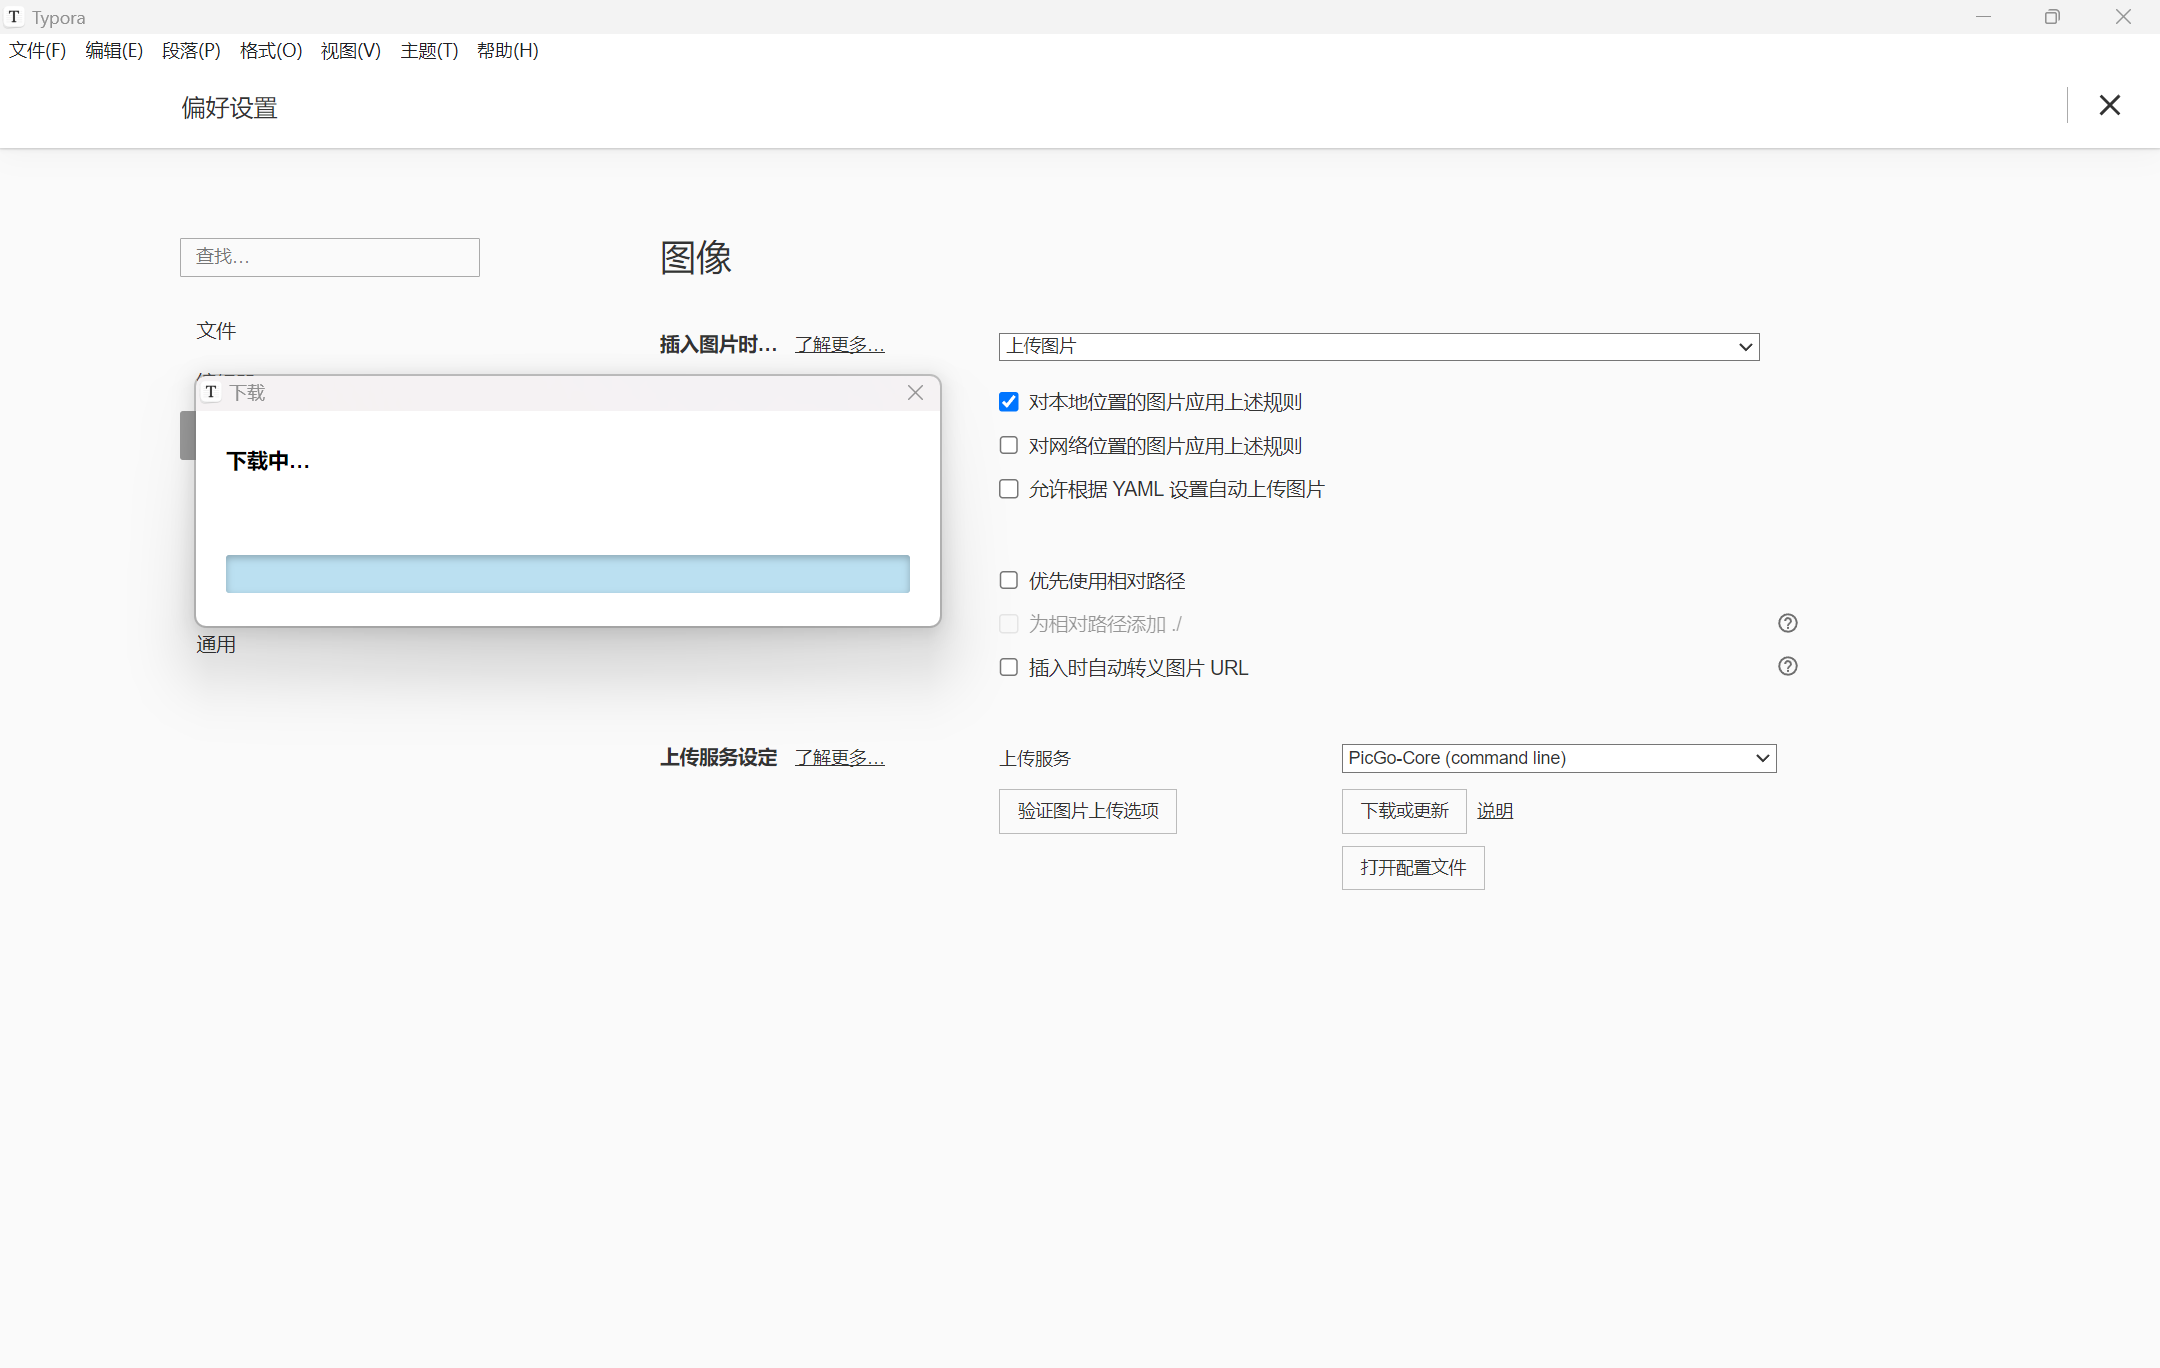 T Typora
文件(F) 编辑(E) 段落(P) 格式(O) 视图(V) 主题(T) 帮助(H)
偏好设置
查找...
文件
T 下载
下载中...
通用
图像
插入图片时... 了解更多...
上传图片
对本地位置的图片应用上述规则
对网络位置的图片应用上述规则
允许根据 YAML 设置自动上传图片
优先使用相对路径
为相对路径添加 ./
插入时自动转义图片 URL
上传服务设定 了解更多...
上传服务 PicGo-Core (command line)
验证图片上传选项 下载或更新 说明
打开配置文件